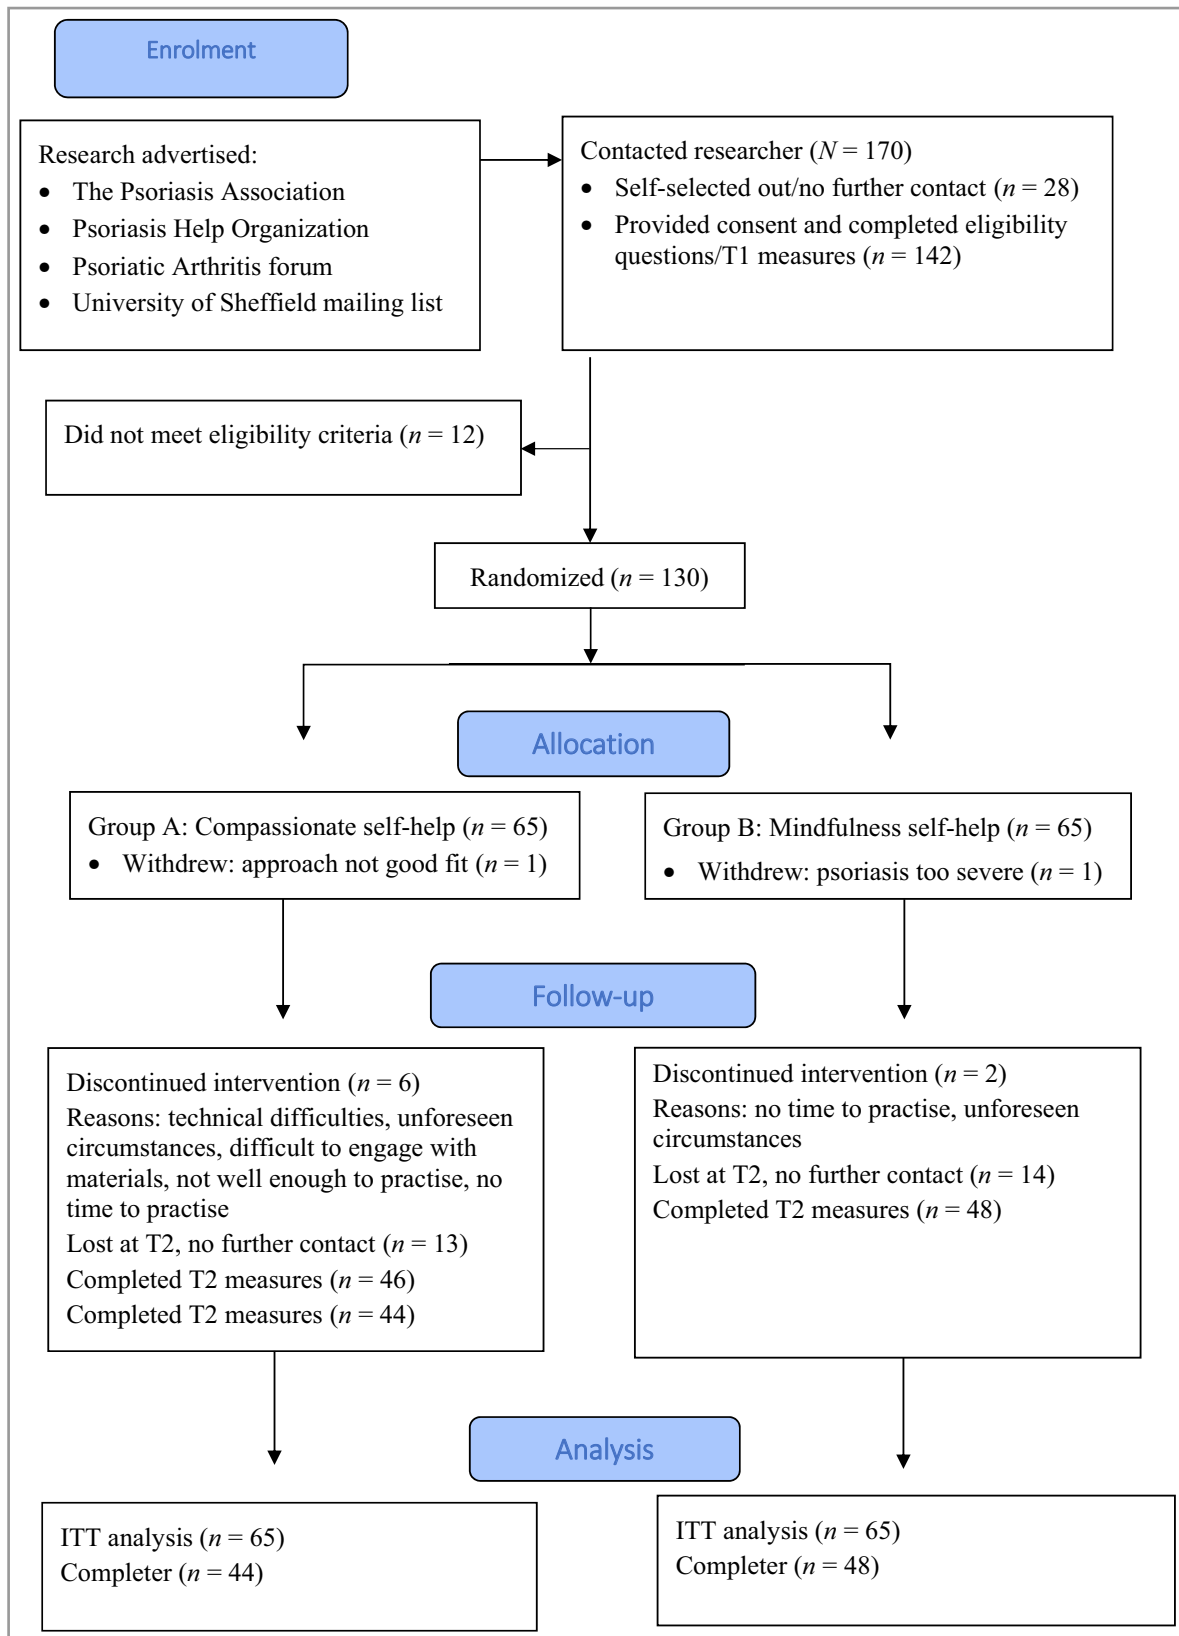 Enrolment
Research advertised:
• The Psoriasis Association
• Psoriasis Help Organization
• Psoriatic Arthritis forum
• University of Sheffield mailing list
Contacted researcher (N = 170)
• Self-selected out/no further contact (n = 28)
• Provided consent and completed eligibility
questions/T1 measures (n = 142)
Did not meet eligibility criteria (n = 12)
Randomized (n = 130)
Allocation
Group A: Compassionate self-help (n = 65)
• Withdrew: approach not good fit (n = 1)
Group B: Mindfulness self-help (n = 65)
• Withdrew: psoriasis too severe (n = 1)
Follow-up
Discontinued intervention (n = 6)
Reasons: technical difficulties, unforeseen
circumstances, difficult to engage with
materials, not well enough to practise, no
time to practise
Lost at T2, no further contact (n = 13)
Completed T2 measures (n = 46)
Completed T2 measures (n = 44)
Discontinued intervention (n = 2)
Reasons: no time to practise, unforeseen
circumstances
Lost at T2, no further contact (n = 14)
Completed T2 measures (n = 48)
Analysis
ITT analysis (n = 65)
Completer (n = 44)
ITT analysis (n = 65)
Completer (n = 48)